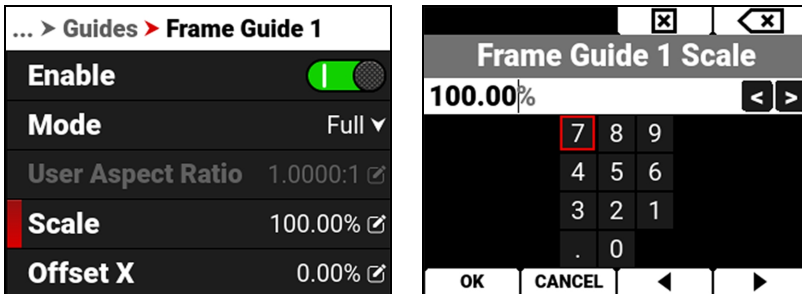 ... > Guides > Frame Guide 1
Enable
Mode Full
User Aspect Ratio 1.0000:1
Scale 100.00%
Offset X 0.00%
Frame Guide 1 Scale
100.00% < >
7 8 9
4 5 6
3 2 1
. 0
OK CANCEL